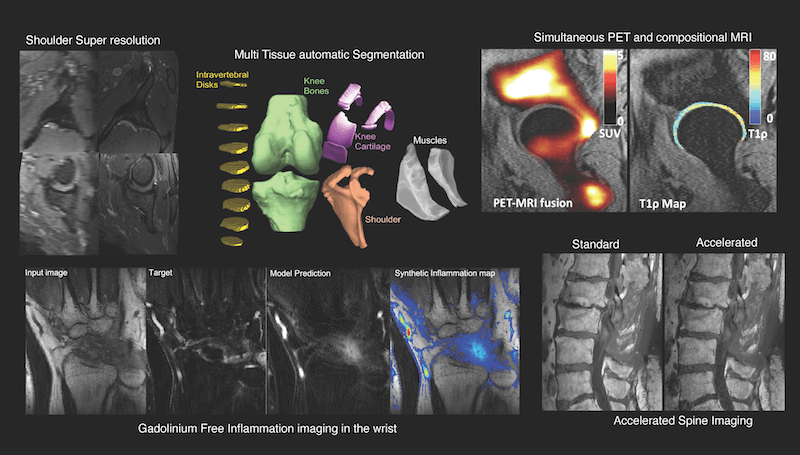 Shoulder Super resolution
Multi Tissue automatic Segmentation
Intravertebral
Disks
Knee
Bones
Knee
Cartilage
Muscles
Shoulder
Simultaneous PET and compositional MRI
5
0
SUV
PET-MRI fusion
80
0
T1ρ
T1ρ Map
Input image
Target
Model Prediction
Synthetic Inflammation map
Gadolinium Free Inflammation imaging in the wrist
Standard
Accelerated
Accelerated Spine Imaging